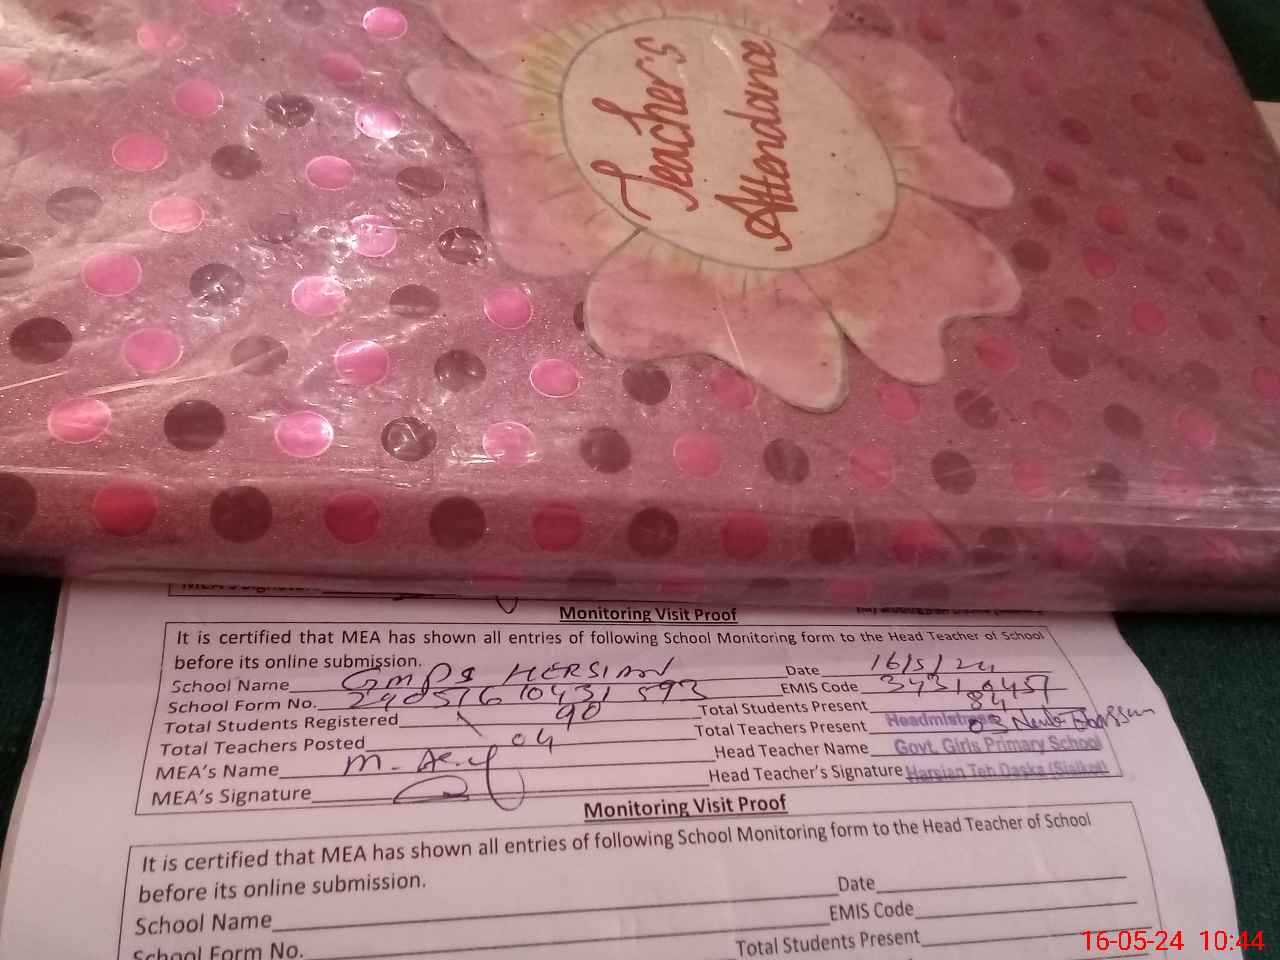 Teacher's
Attendance
MEA's Signature
Monitoring Visit Proof
It is certified that MEA has shown all entries of following School Monitoring form to the Head Teacher of School
before its online submission. Date 16/5/24
School Name GMPS HERSIAN EMIS Code
School Form No. Total Students Present 84
Total Students Registered 90 Total Teachers Present 03
Total Teachers Posted 04 Head Teacher Name
MEA's Name M. Head Teacher's Signature
MEA's Signature
Headmistress
Govt. Girls Primary School
Harsian Teh Daska (Sialkot)
Monitoring Visit Proof
It is certified that MEA has shown all entries of following School Monitoring form to the Head Teacher of School
before its online submission. Date
School Name EMIS Code
School Form No. Total Students Present
16-05-24 10:44